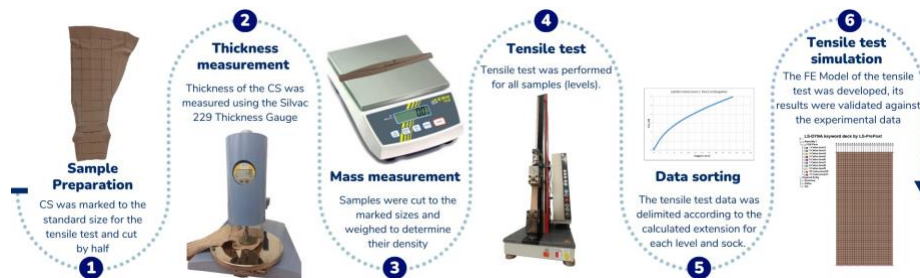 Sample
Preparation
CS was marked to the
standard size for the
tensile test and cut
by half
1
2
Thickness
measurement
Thickness of the CS was
measured using the Silvac
229 Thickness Gauge
KERN
Mass measurement
Samples were cut to the
marked sizes and
weighed to determine
their density
3
4
Tensile test
Tensile test was performed
for all samples (levels).
Data sorting
The tensile test data was
delimited according to the
calculated extension for
each level and sock.
5
6
Tensile test
simulation
The FE Model of the tensile
test was developed, its
results were validated against
the experimental data
LS-DYNA keyword deck by LS-PrePost